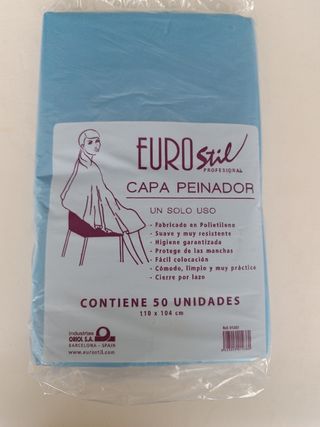 EURO Stil
PROFESIONAL
CAPA PEINADOR
UN SOLO USO
- Fabricado en Polietileno
- Suave y muy resistente
- Higiene garantizada
- Protege de las manchas
- Fácil colocación
- Cómodo, limpio y muy práctico
- Cierre por lazo
CONTIENE 50 UNIDADES
110 x 104 cm
industrias
ORIOL S.A.
BARCELONA - SPAIN
www.eurostil.com